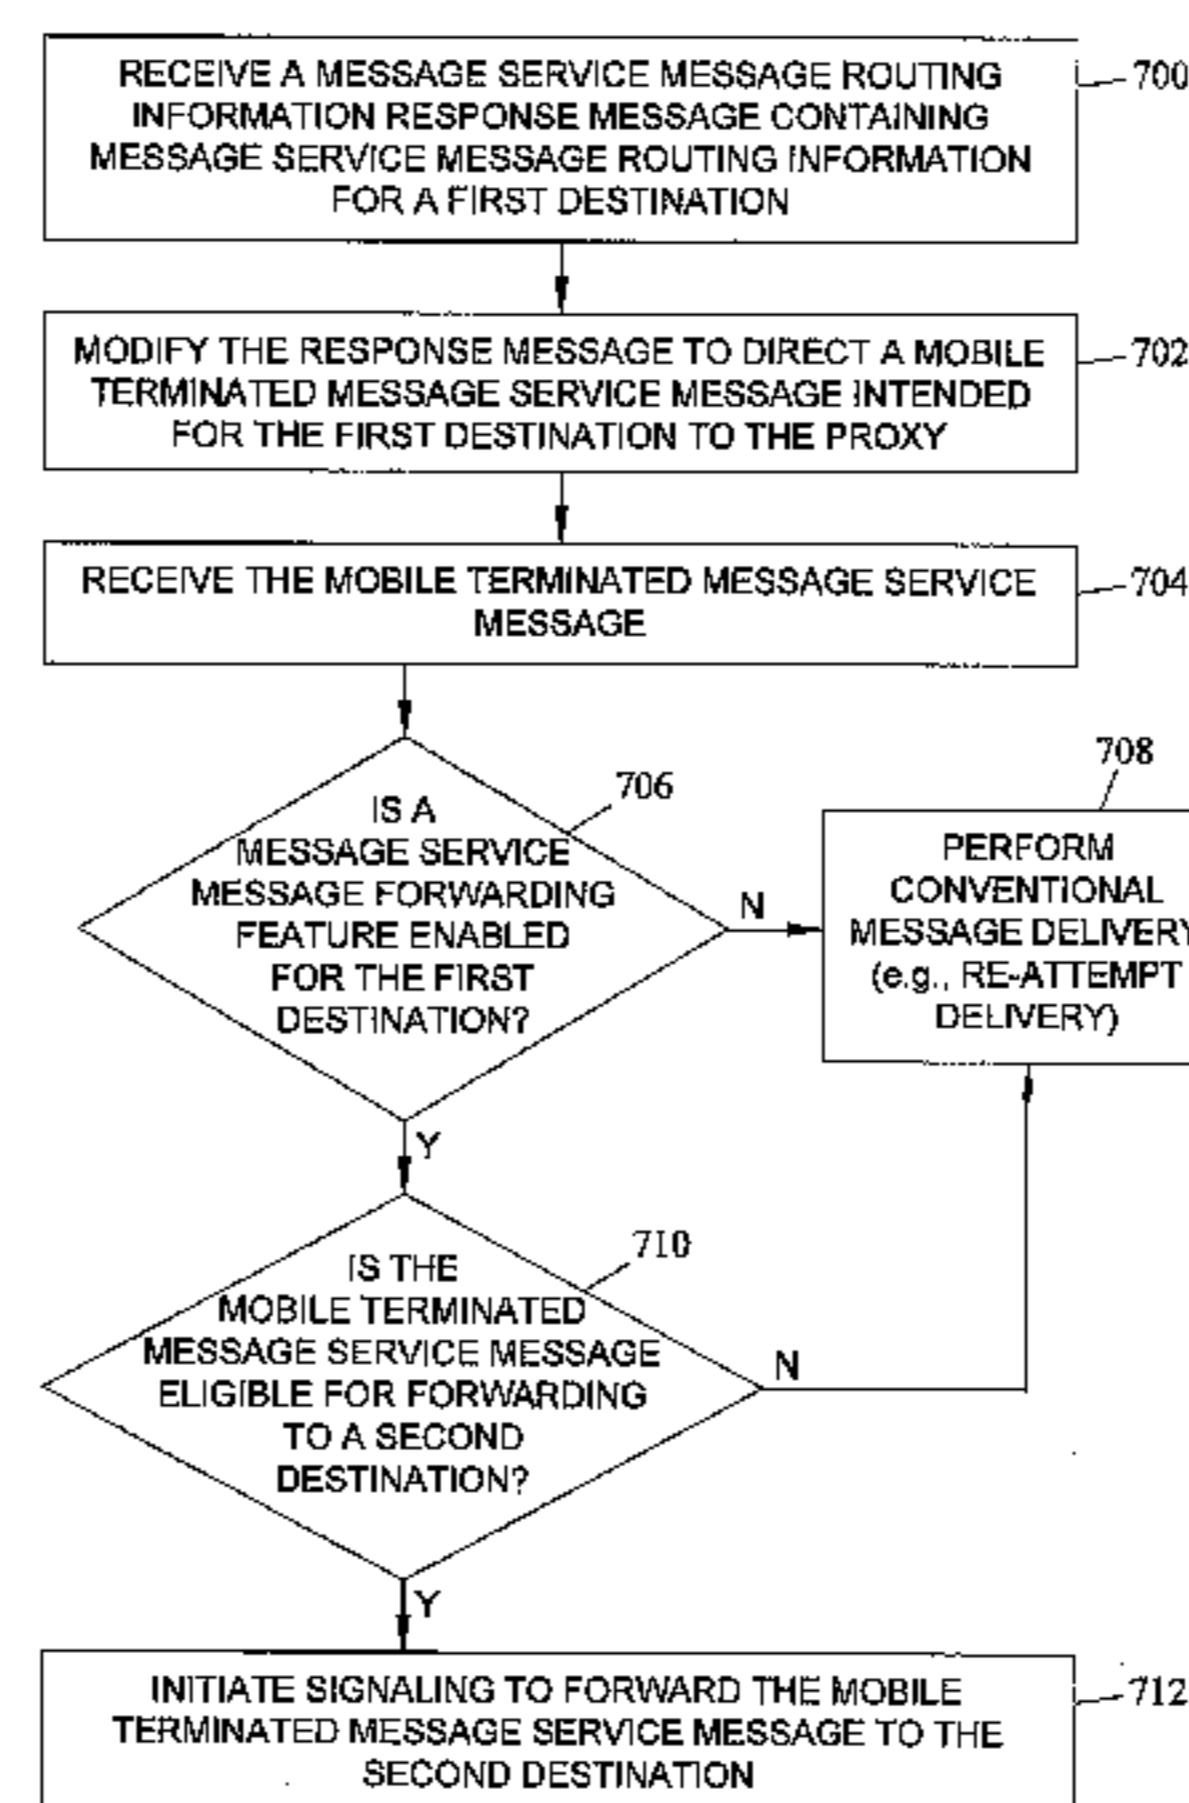 RECEIVE A MESSAGE SERVICE MESSAGE ROUTING
INFORMATION RESPONSE MESSAGE CONTAINING
MESSAGE SERVICE MESSAGE ROUTING INFORMATION
FOR A FIRST DESTINATION
700
MODIFY THE RESPONSE MESSAGE TO DIRECT A MOBILE
TERMINATED MESSAGE SERVICE MESSAGE INTENDED
FOR THE FIRST DESTINATION TO THE PROXY
702
RECEIVE THE MOBILE TERMINATED MESSAGE SERVICE
MESSAGE
704
IS A
MESSAGE SERVICE
MESSAGE FORWARDING
FEATURE ENABLED
FOR THE FIRST
DESTINATION?
706
N
708
PERFORM
CONVENTIONAL
MESSAGE DELIVERY
(e.g., RE-ATTEMPT
DELIVERY)
Y
IS THE
MOBILE TERMINATED
MESSAGE SERVICE MESSAGE
ELIGIBLE FOR FORWARDING
TO A SECOND
DESTINATION?
710
N
Y
INITIATE SIGNALING TO FORWARD THE MOBILE
TERMINATED MESSAGE SERVICE MESSAGE TO THE
SECOND DESTINATION
712